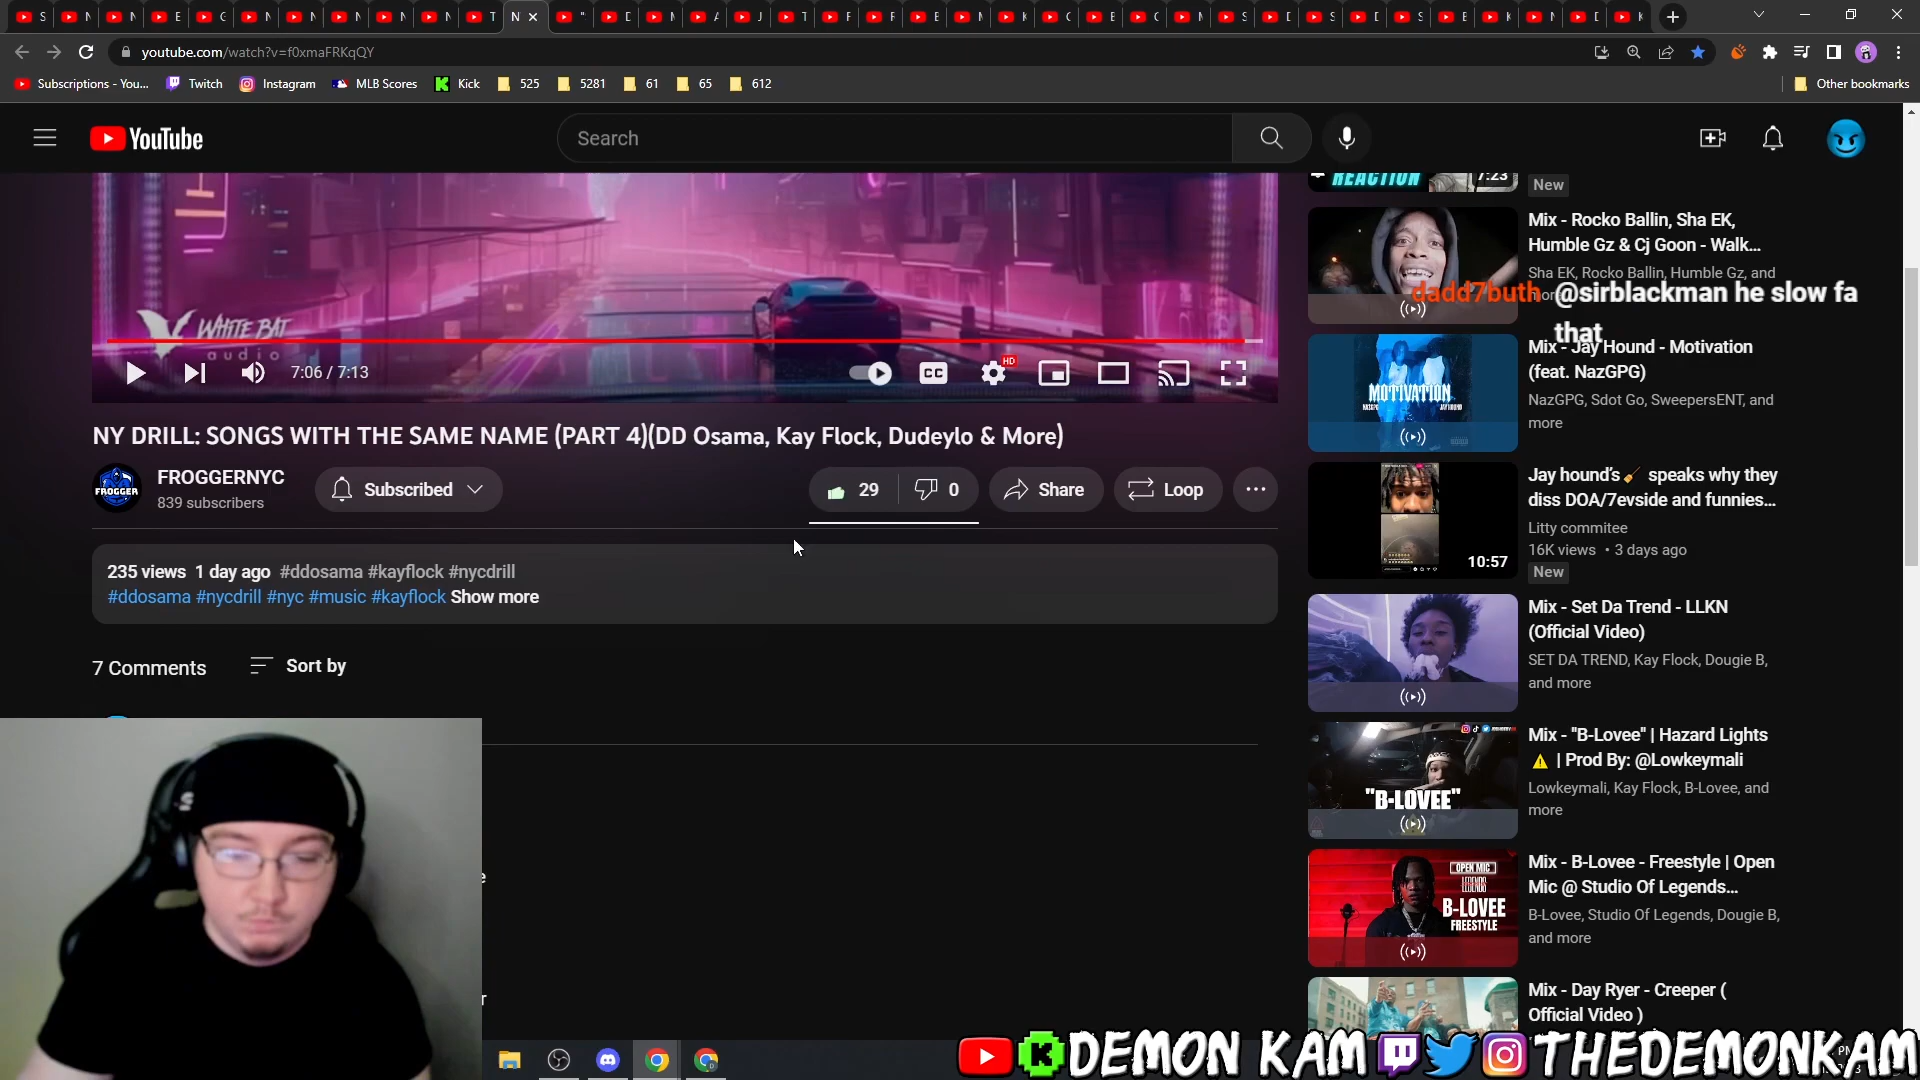 S
N
N
E
C
N
N
N
N
N
T
N
"
D
M
A
J
T
F
F
E
M
K
C
E
C
M
S
D
S
D
S
E
K
N
D
K
youtube.com/watch?v=f0xmaFRKqQY
Subscriptions - You...
Twitch
Instagram
MLB Scores
Kick
525
5281
61
65
612
Other bookmarks
YouTube
Search
REACTION
7:23
New
Mix - Rocko Ballin, Sha EK,
Humble Gz & Cj Goon - Walk...
Sha EK, Rocko Ballin, Humble Gz, and
more
dadd7buth @sirblackman he slow fa
that
WHITE BAT
audio
7:06 / 7:13
CC
HD
MOTIVATION
NAZGPG
JAY HOUND
Mix - Jay Hound - Motivation
(feat. NazGPG)
NazGPG, Sdot Go, SweepersENT, and
more
NY DRILL: SONGS WITH THE SAME NAME (PART 4)(DD Osama, Kay Flock, Dudeylo & More)
FROGGER
FROGGERNYC
839 subscribers
Subscribed
29
0
Share
Loop
10:57
Jay hound's 🪕 speaks why they
diss DOA/7evside and funnies...
Litty commitee
16K views • 3 days ago
New
235 views 1 day ago #ddosama #kayflock #nycdrill
#ddosama #nycdrill #nyc #music #kayflock Show more
7 Comments
Sort by
Mix - Set Da Trend - LLKN
(Official Video)
SET DA TREND, Kay Flock, Dougie B,
and more
"B-LOVEE"
Mix - "B-Lovee" | Hazard Lights
⚠️ | Prod By: @Lowkeymali
Lowkeymali, Kay Flock, B-Lovee, and
more
OPEN MIC
LEGENDS
B-LOVEE
FREESTYLE
Mix - B-Lovee - Freestyle | Open
Mic @ Studio Of Legends...
B-Lovee, Studio Of Legends, Dougie B,
and more
e
r
Mix - Day Ryer - Creeper (
Official Video )
K DEMON KAM
THEDEMONKAM